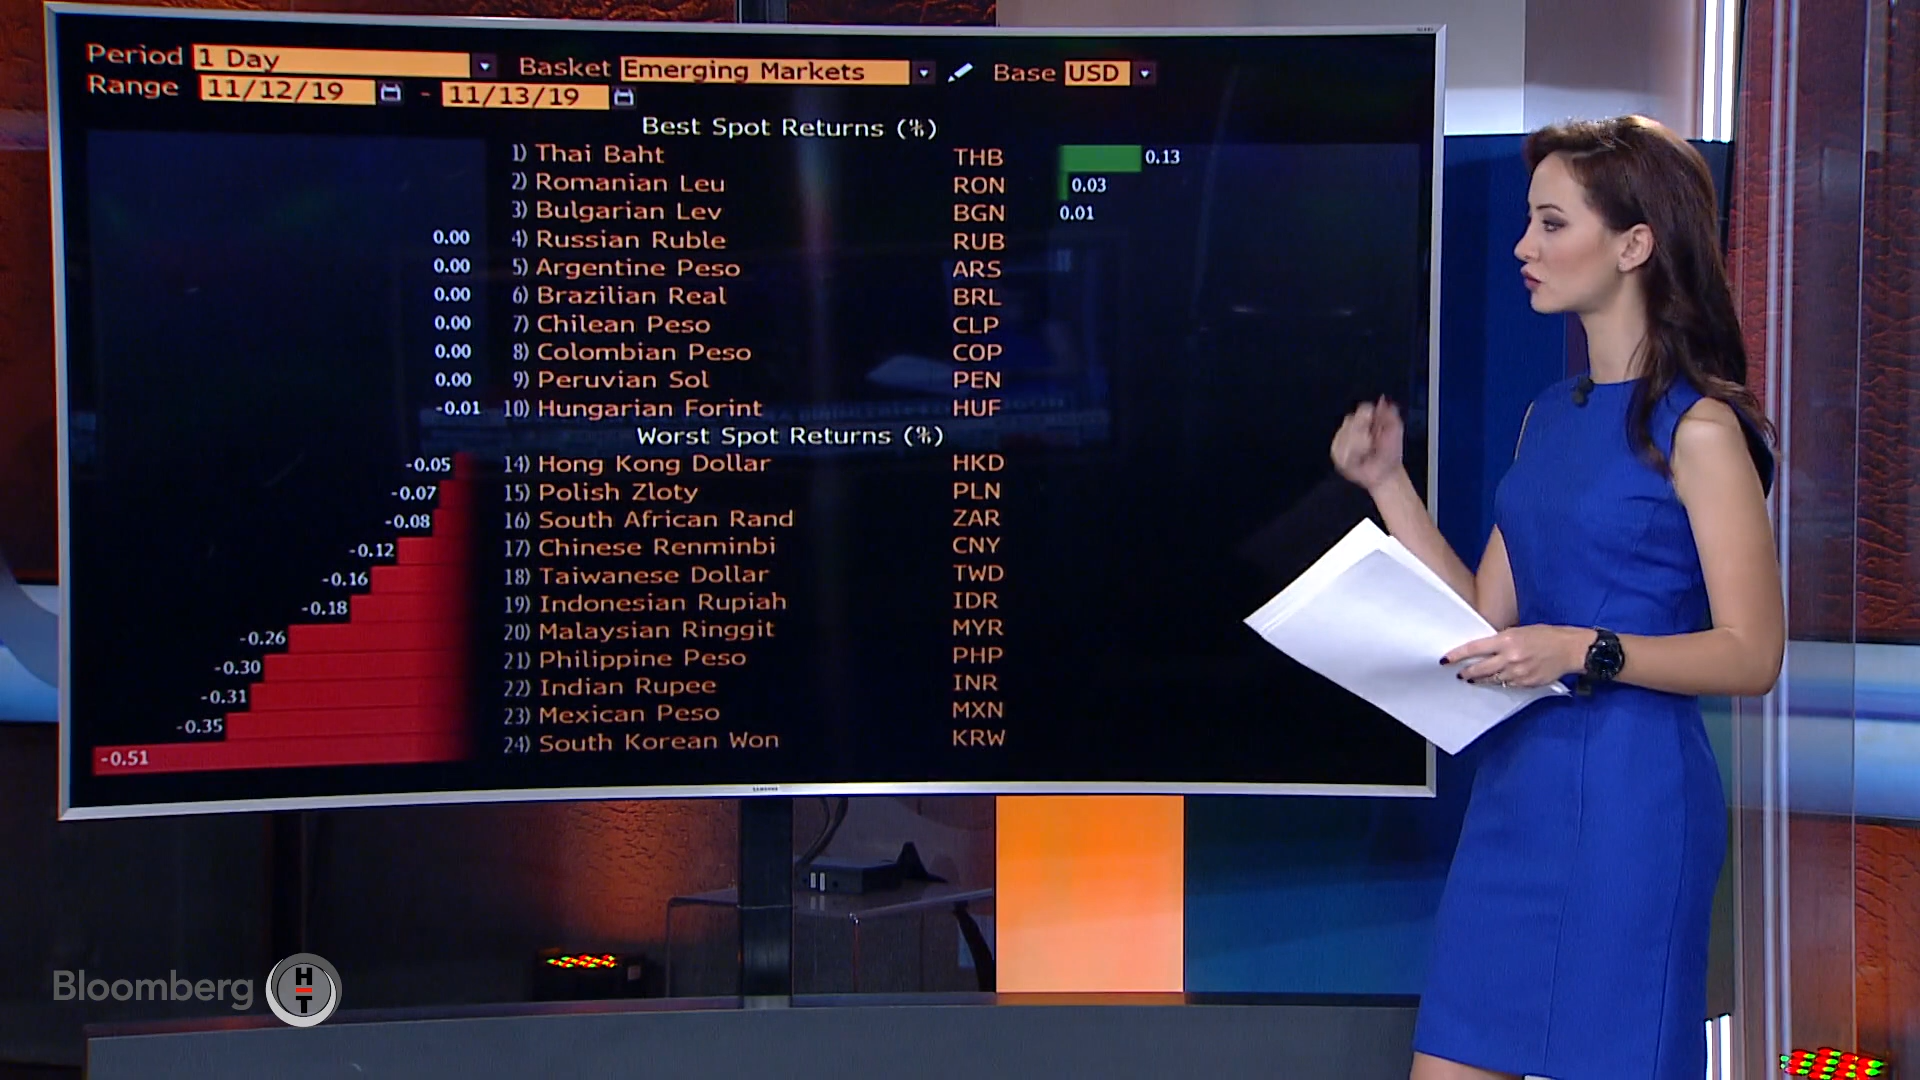 Period 1 Day Basket Emerging Markets Base USD
Range 11/12/19 - 11/13/19
Best Spot Returns (%)
1) Thai Baht THB 0.13
2) Romanian Leu RON 0.03
3) Bulgarian Lev BGN 0.01
0.00 4) Russian Ruble RUB
0.00 5) Argentine Peso ARS
0.00 6) Brazilian Real BRL
0.00 7) Chilean Peso CLP
0.00 8) Colombian Peso COP
0.00 9) Peruvian Sol PEN
-0.01 10) Hungarian Forint HUF
Worst Spot Returns (%)
-0.05 14) Hong Kong Dollar HKD
-0.07 15) Polish Zloty PLN
-0.08 16) South African Rand ZAR
-0.12 17) Chinese Renminbi CNY
-0.16 18) Taiwanese Dollar TWD
-0.18 19) Indonesian Rupiah IDR
-0.26 20) Malaysian Ringgit MYR
-0.30 21) Philippine Peso PHP
-0.31 22) Indian Rupee INR
-0.35 23) Mexican Peso MXN
-0.51 24) South Korean Won KRW
SAMSUNG
Bloomberg HT